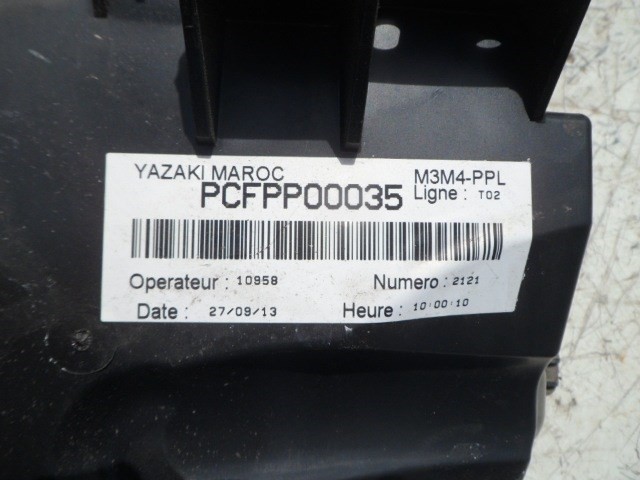 YAZAKI MAROC M3M4-PPL
PCFPP00035 Ligne : T02
Operateur : 10958 Numero : 2121
Date : 27/09/13 Heure : 10:00:10